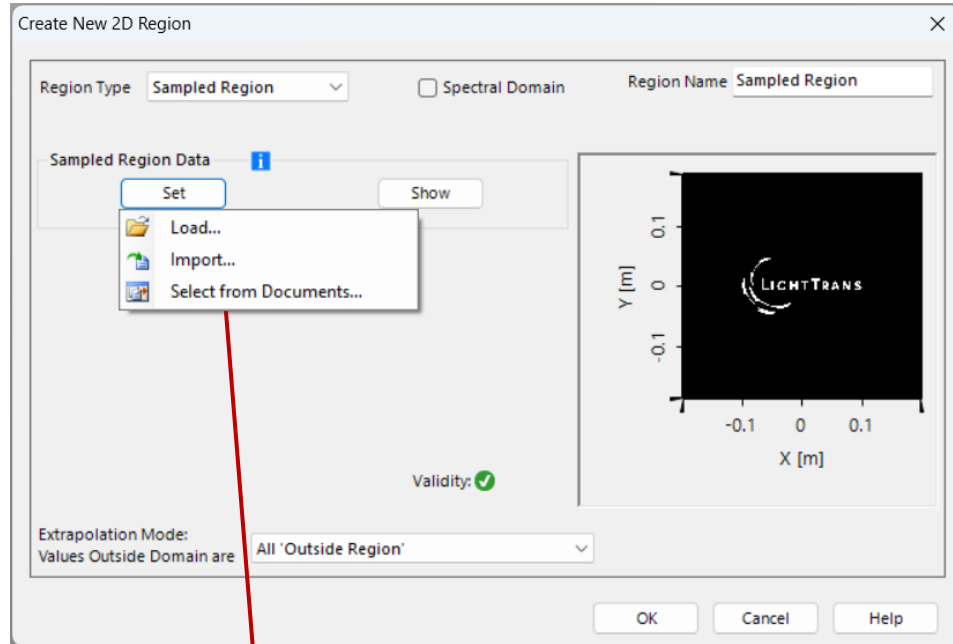 Create New 2D Region
Region Type Sampled Region Spectral Domain Region Name Sampled Region
Sampled Region Data
Set Show
Load...
Import...
Select from Documents...
Y [m]
0.1
0
-0.1
LIGHTTRANS
-0.1 0 0.1
X [m]
Validity:
Extrapolation Mode:
Values Outside Domain are All 'Outside Region'
OK Cancel Help